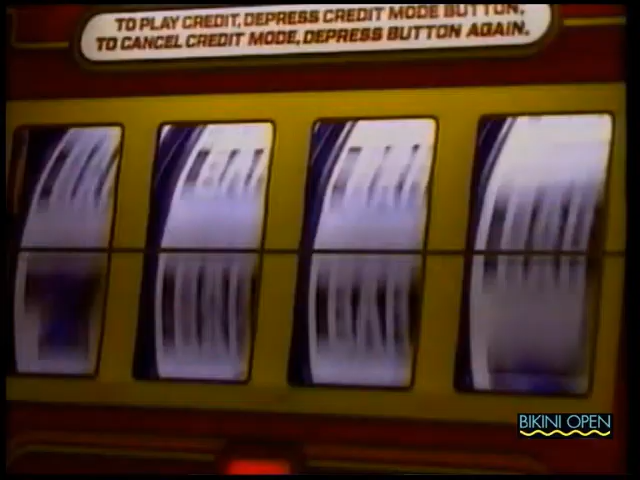 TO PLAY CREDIT, DEPRESS CREDIT MODE BUTTON,
TO CANCEL CREDIT MODE, DEPRESS BUTTON AGAIN.
BIKINI OPEN